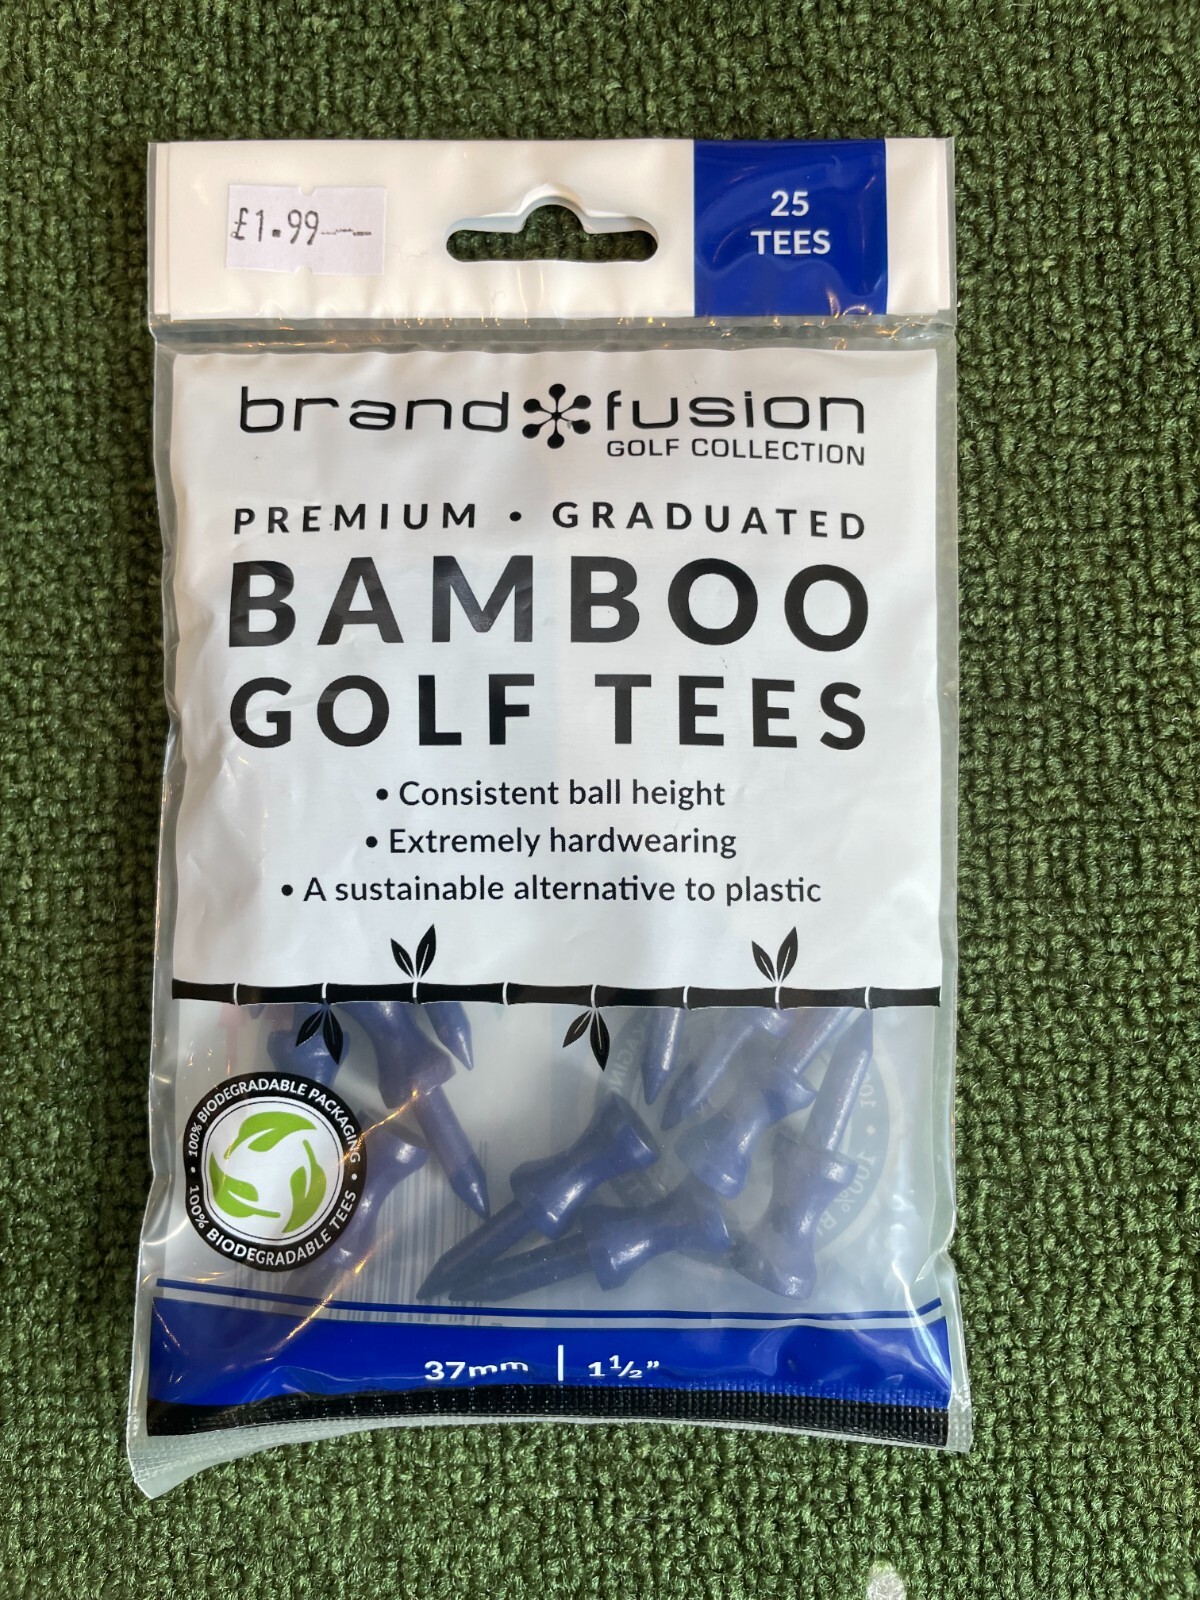 £1.99
25
TEES
brand fusion
GOLF COLLECTION
PREMIUM • GRADUATED
BAMBOO
GOLF TEES
• Consistent ball height
• Extremely hardwearing
• A sustainable alternative to plastic
100% BIODEGRADABLE PACKAGING •
100% BIODEGRADABLE TEES •
37mm | 1½"